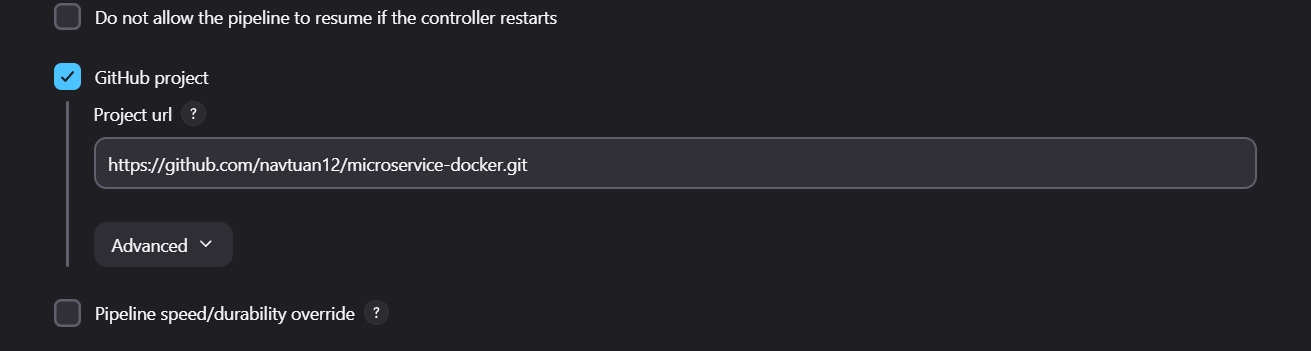 Do not allow the pipeline to resume if the controller restarts
GitHub project
Project url ?
https://github.com/navtuan12/microservice-docker.git
Advanced
Pipeline speed/durability override ?